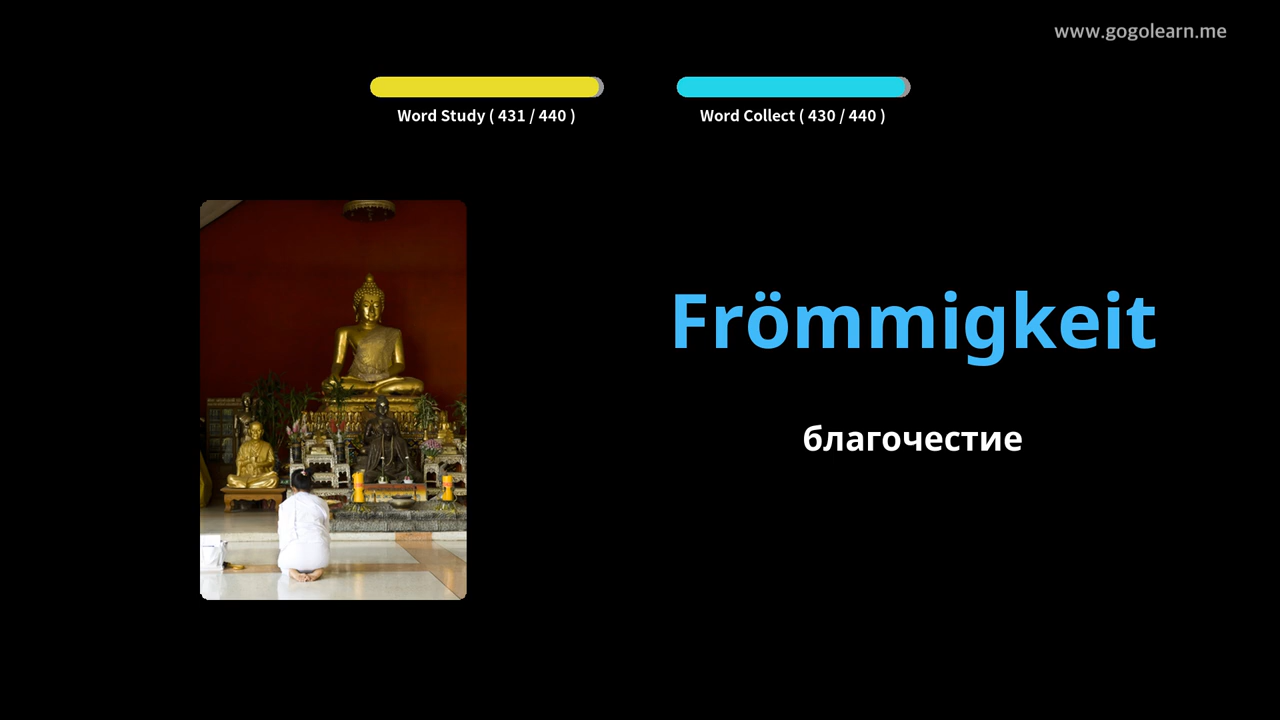 www.gogolearn.me
Word Study ( 431 / 440 )
Word Collect ( 430 / 440 )
Frömmigkeit
благочестие